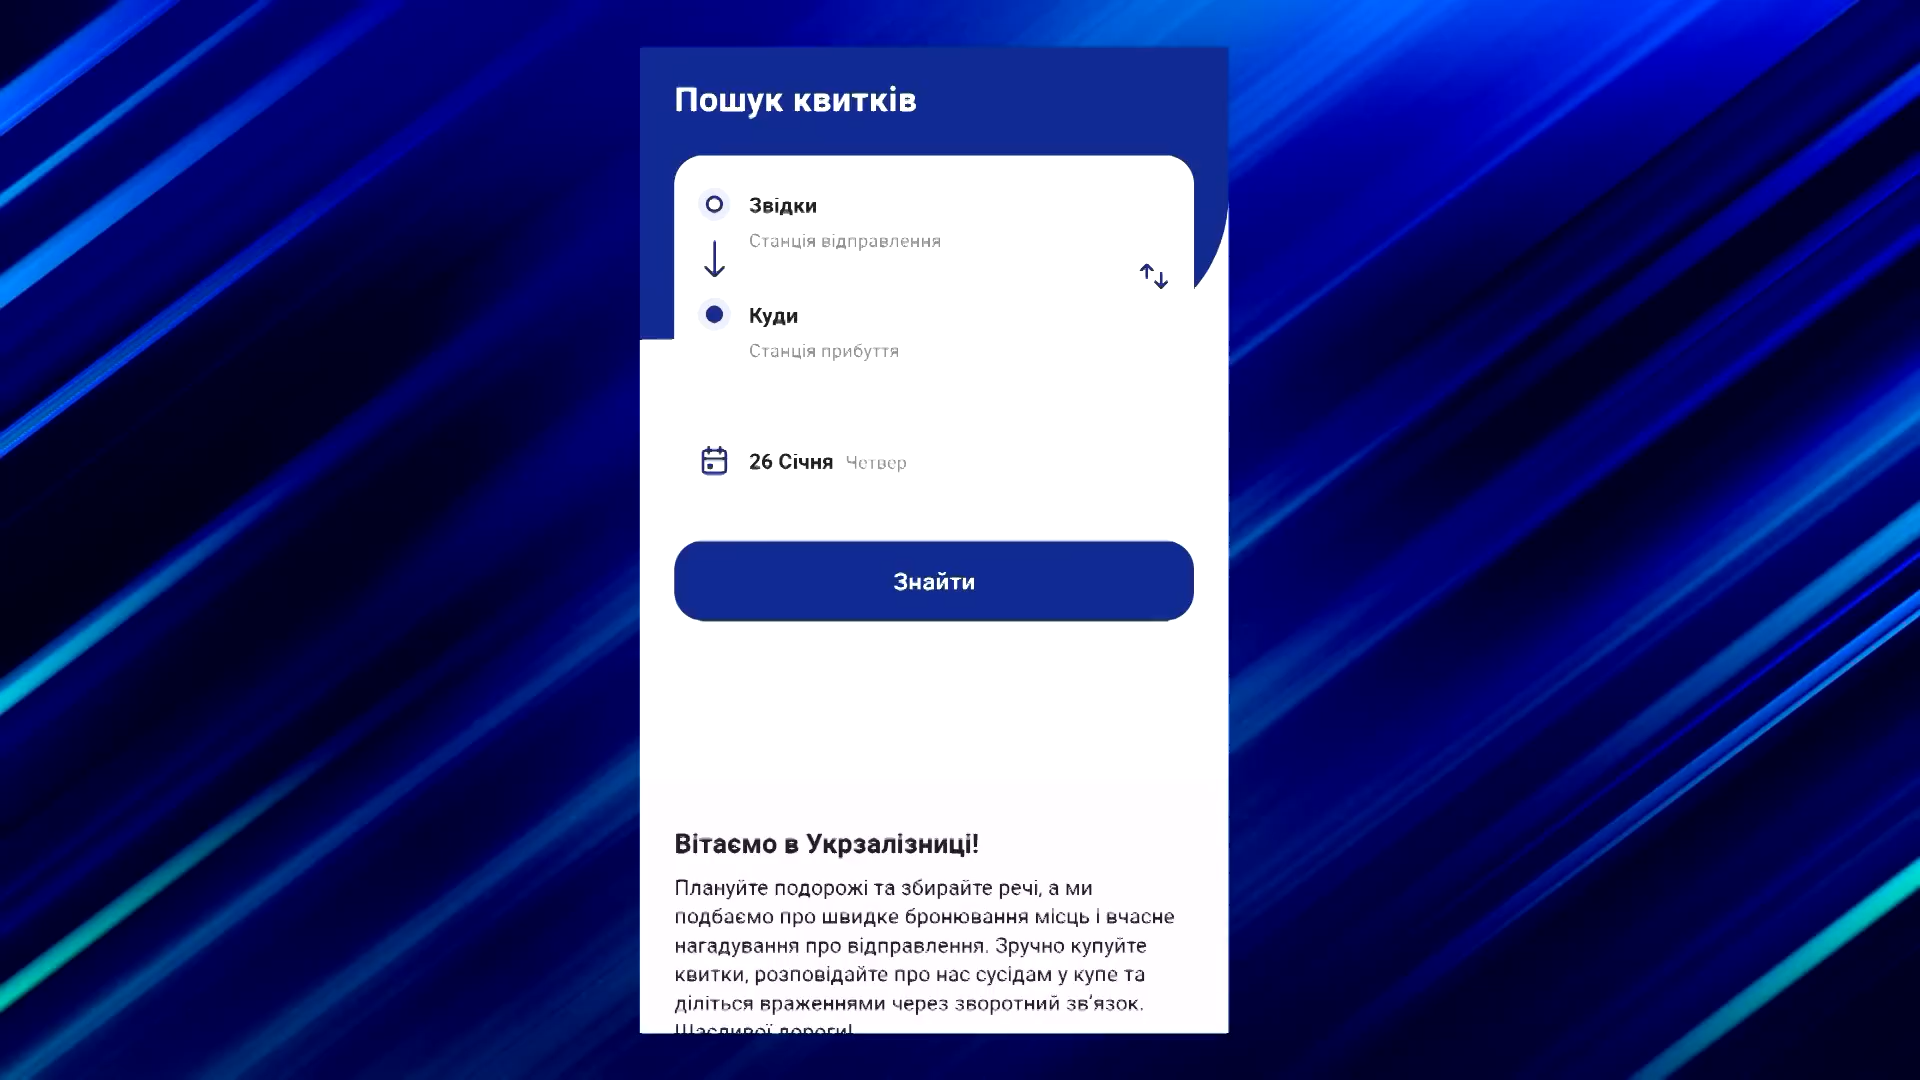 Пошук квитків
Звідки
Станція відправлення
Куди
Станція прибуття
26 Січня Четвер
Знайти
Вітаємо в Укрзалізниці!
Плануйте подорожі та збирайте речі, а ми
подбаємо про швидке бронювання місць і вчасне
нагадування про відправлення. Зручно купуйте
квитки, розповідайте про нас сусідам у купе та
діліться враженнями через зворотний зв’язок.
Щасливої дороги!